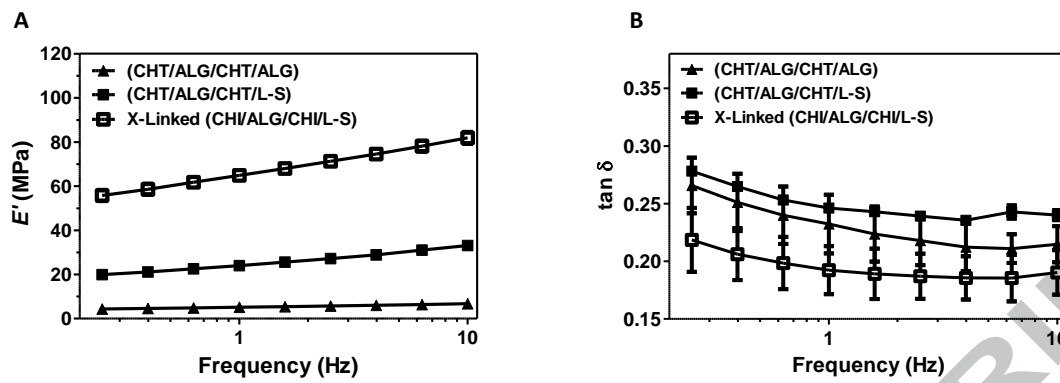 A
B
E' (MPa)
120
100
80
60
40
20
0
(CHT/ALG/CHT/ALG)
(CHT/ALG/CHT/L-S)
X-Linked (CHI/ALG/CHI/L-S)
1
10
Frequency (Hz)
tan δ
0.35
0.30
0.25
0.20
0.15
(CHT/ALG/CHT/ALG)
(CHT/ALG/CHT/L-S)
X-Linked (CHI/ALG/CHI/L-S)
1
10
Frequency (Hz)